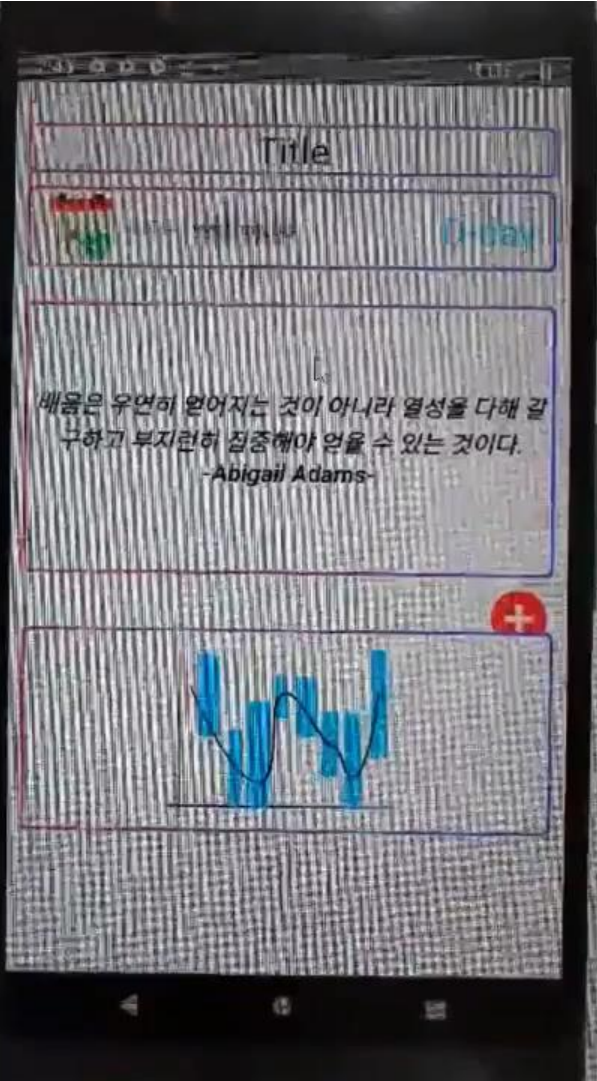 Title
D-day
배움은 우연히 얻어지는 것이 아니라 열성을 다해 갈
구하고 부지런히 집중해야 얻을 수 있는 것이다.
-Abigail Adams-